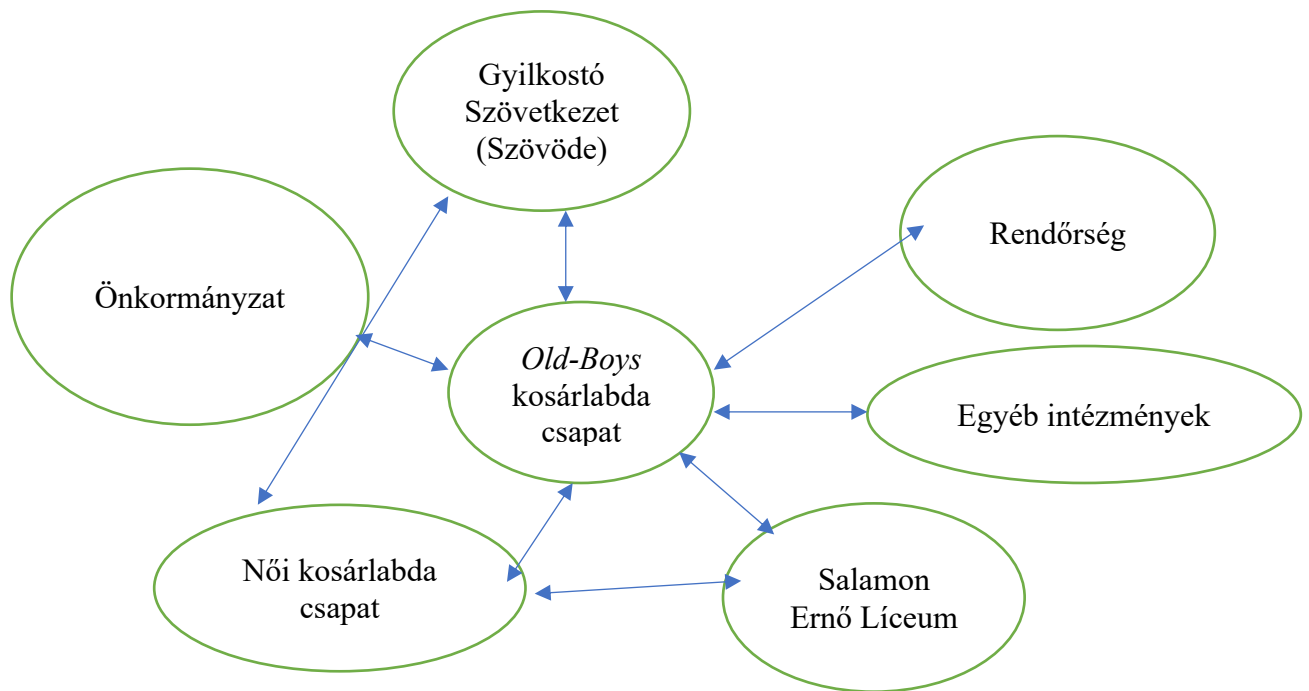 Gyilkostó
Szövetkezet
(Szövöde)
Rendőrség
Önkormányzat
Old-Boys
kosárlabda
csapat
Egyéb intézmények
Női kosárlabda
csapat
Salamon
Ernő Líceum